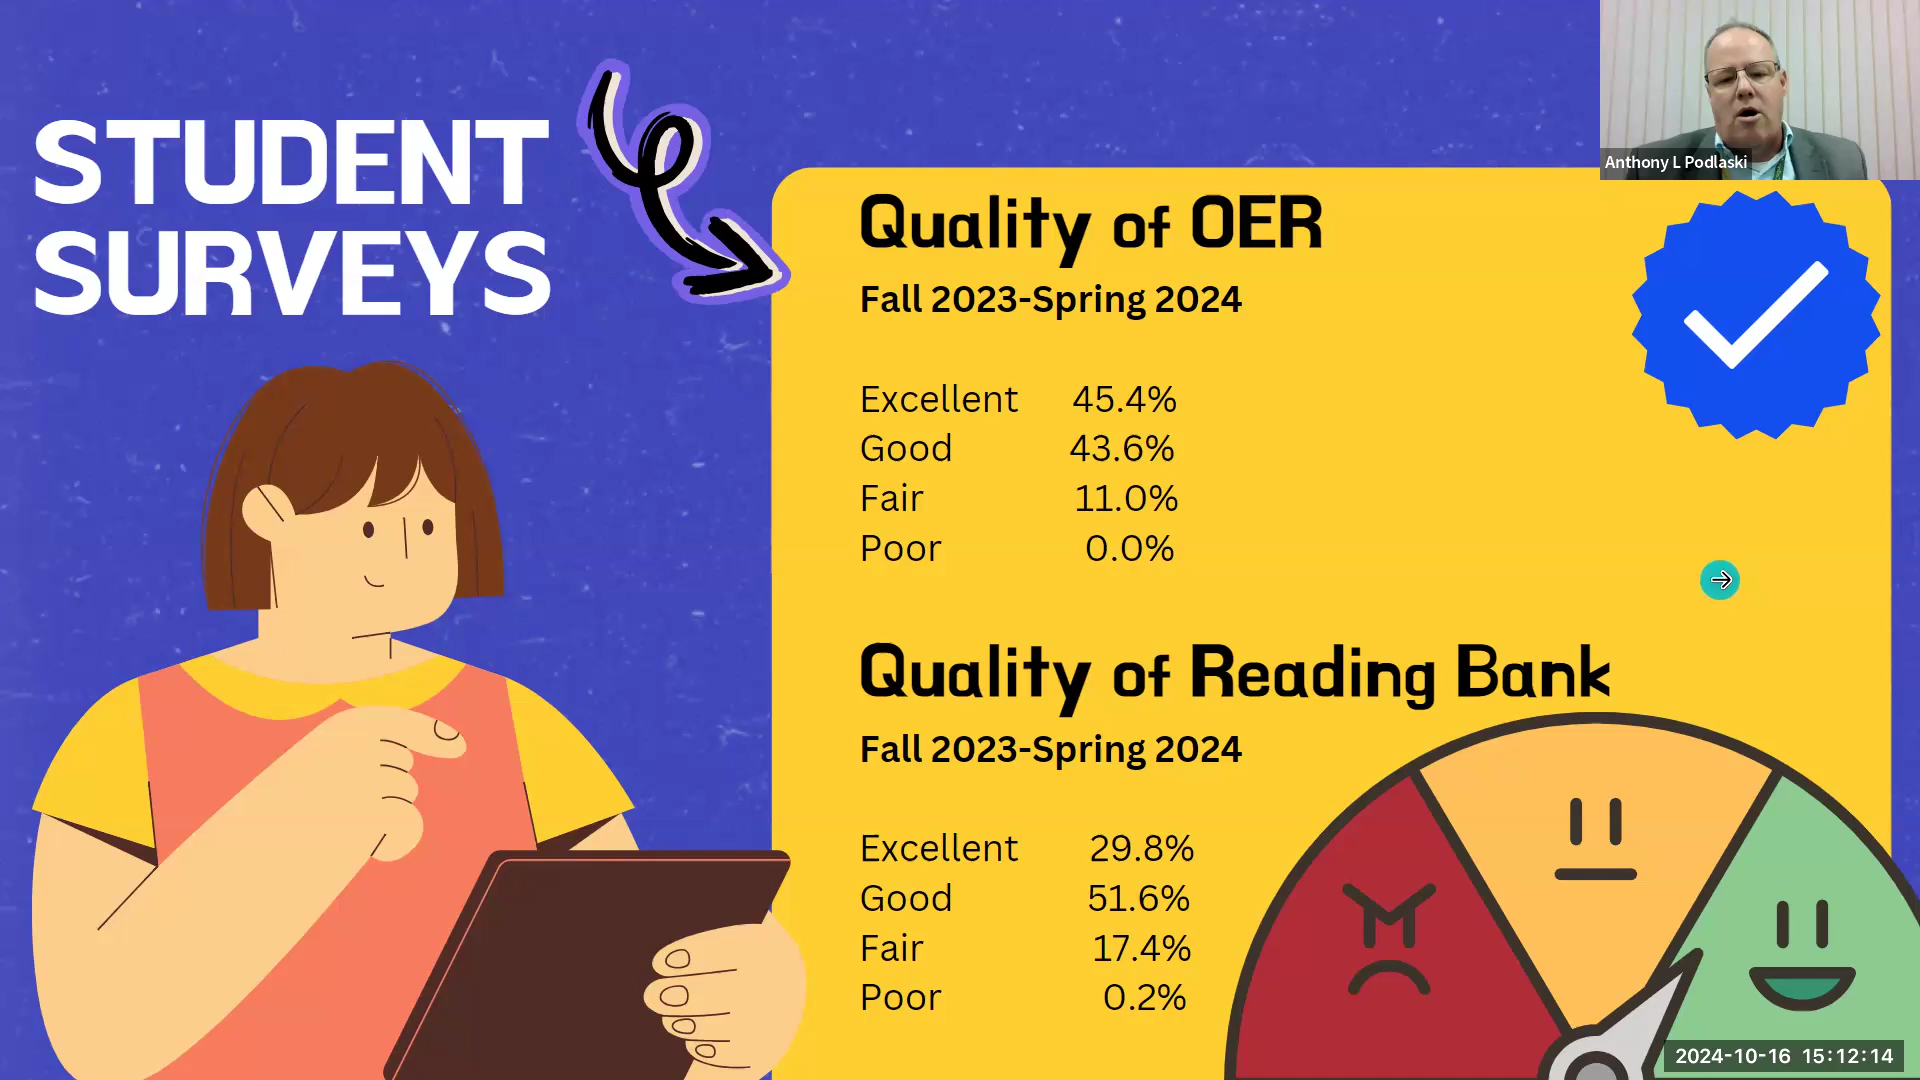 STUDENT
SURVEYS
Anthony L Podlaski
Quality of OER
Fall 2023-Spring 2024
Excellent 45.4%
Good 43.6%
Fair 11.0%
Poor 0.0%
Quality of Reading Bank
Fall 2023-Spring 2024
Excellent 29.8%
Good 51.6%
Fair 17.4%
Poor 0.2%
2024-10-16 15:12:14